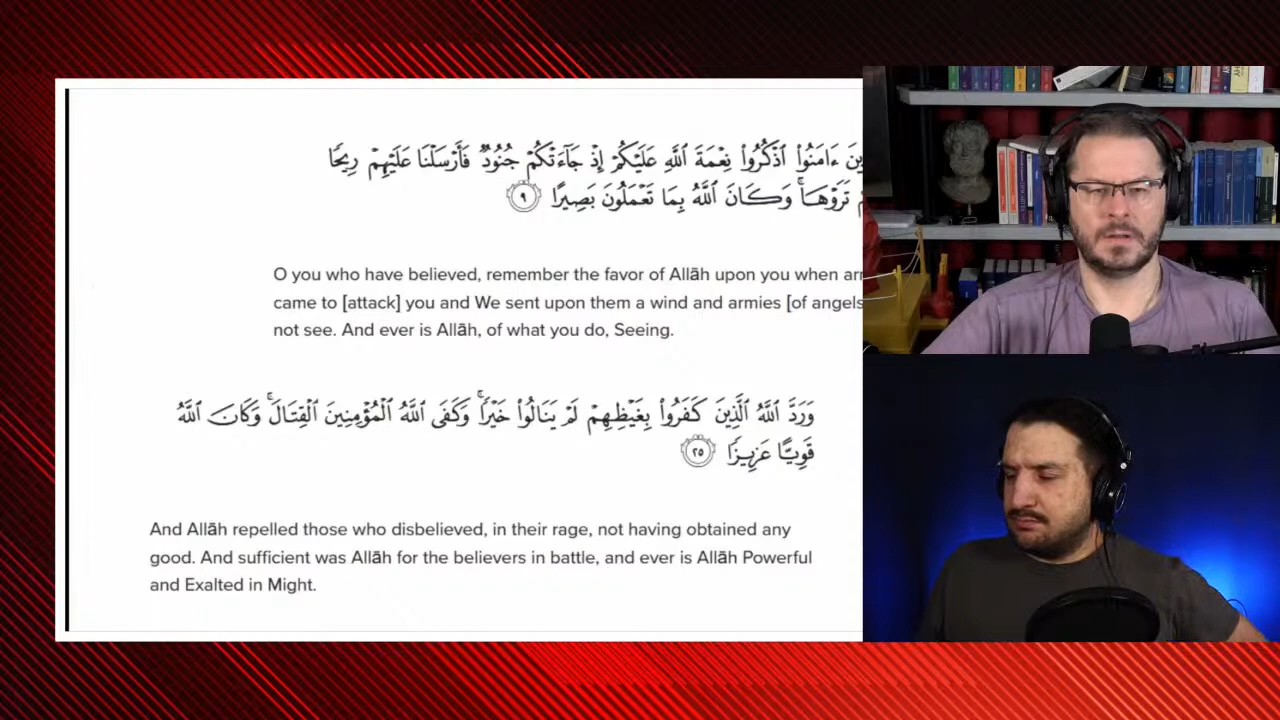 ءَامَنُوا۟ ٱذْكُرُوا۟ نِعْمَةَ ٱللَّهِ عَلَيْكُمْ إِذْ جَآءَتْكُمْ جُنُودٌ فَأَرْسَلْنَا عَلَيْهِمْ رِيحًا
تَرَوْهَا ۚ وَكَانَ ٱللَّهُ بِمَا تَعْمَلُونَ بَصِيرًا ٩
O you who have believed, remember the favor of Allāh upon you when
came to [attack] you and We sent upon them a wind and armies [of angels
not see. And ever is Allāh, of what you do, Seeing.
وَرَدَّ ٱللَّهُ ٱلَّذِينَ كَفَرُوا۟ بِغَيْظِهِمْ لَمْ يَنَالُوا۟ خَيْرًا ۚ وَكَفَى ٱللَّهُ ٱلْمُؤْمِنِينَ ٱلْقِتَالَ ۚ وَكَانَ ٱللَّهُ
قَوِيًّا عَزِيزًا ٢٥
And Allāh repelled those who disbelieved, in their rage, not having obtained any
good. And sufficient was Allāh for the believers in battle, and ever is Allāh Powerful
and Exalted in Might.